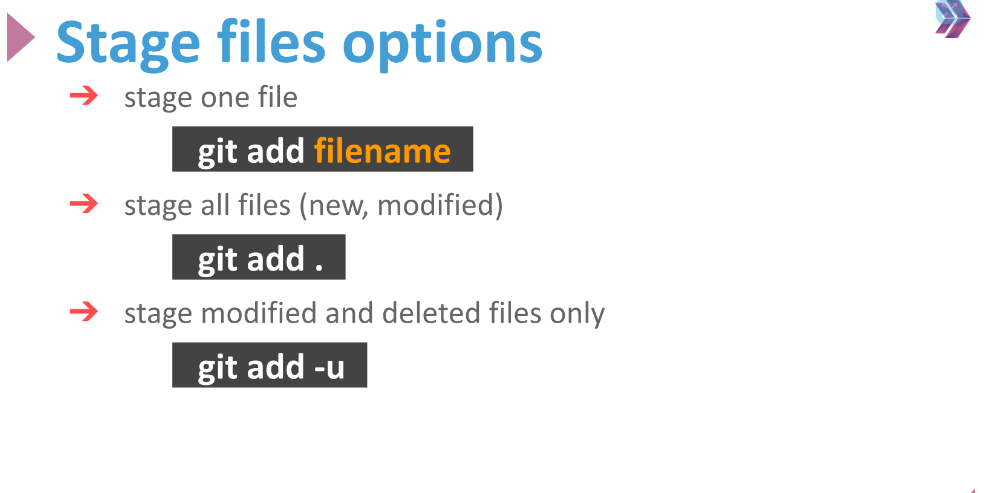 Stage files options
➔ stage one file
git add filename
➔ stage all files (new, modified)
git add .
➔ stage modified and deleted files only
git add -u